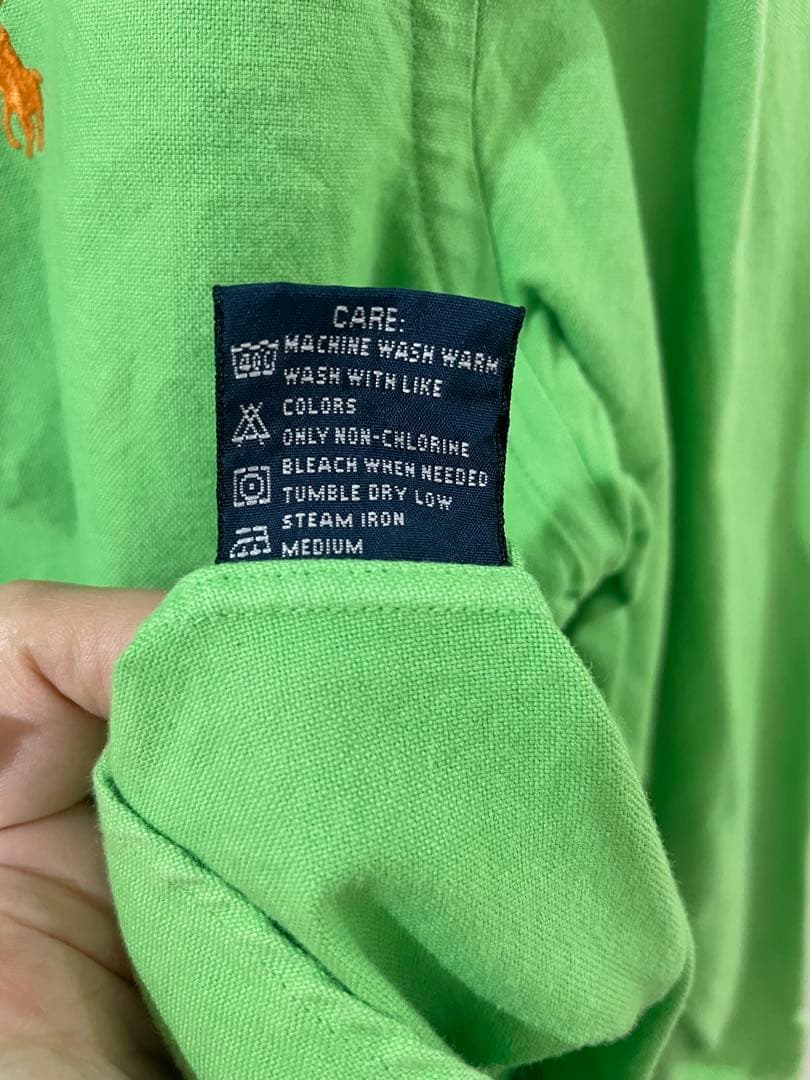 CARE:
40° MACHINE WASH WARM
WASH WITH LIKE
COLORS
ONLY NON-CHLORINE
BLEACH WHEN NEEDED
TUMBLE DRY LOW
STEAM IRON
MEDIUM